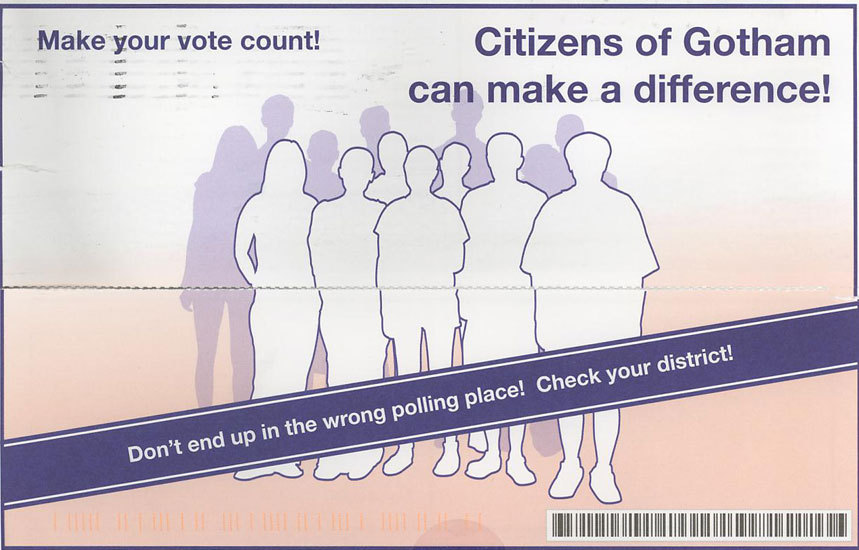 Make your vote count!
Citizens of Gotham
can make a difference!
Don't end up in the wrong polling place!  Check your district!